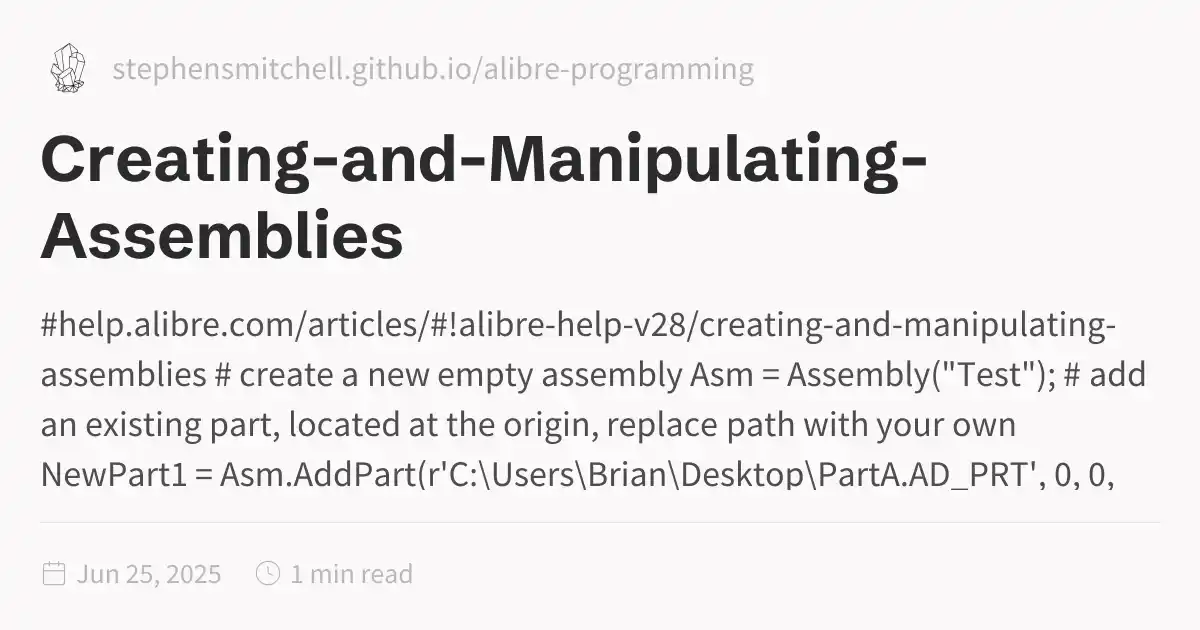 stephensmitchell.github.io/alibre-programming
Creating-and-Manipulating-
Assemblies
#help.alibre.com/articles/#!alibre-help-v28/creating-and-manipulating-
assemblies # create a new empty assembly Asm = Assembly("Test"); # add
an existing part, located at the origin, replace path with your own
NewPart1 = Asm.AddPart(r'C:\Users\Brian\Desktop\PartA.AD_PRT', 0, 0,
Jun 25, 2025 1 min read